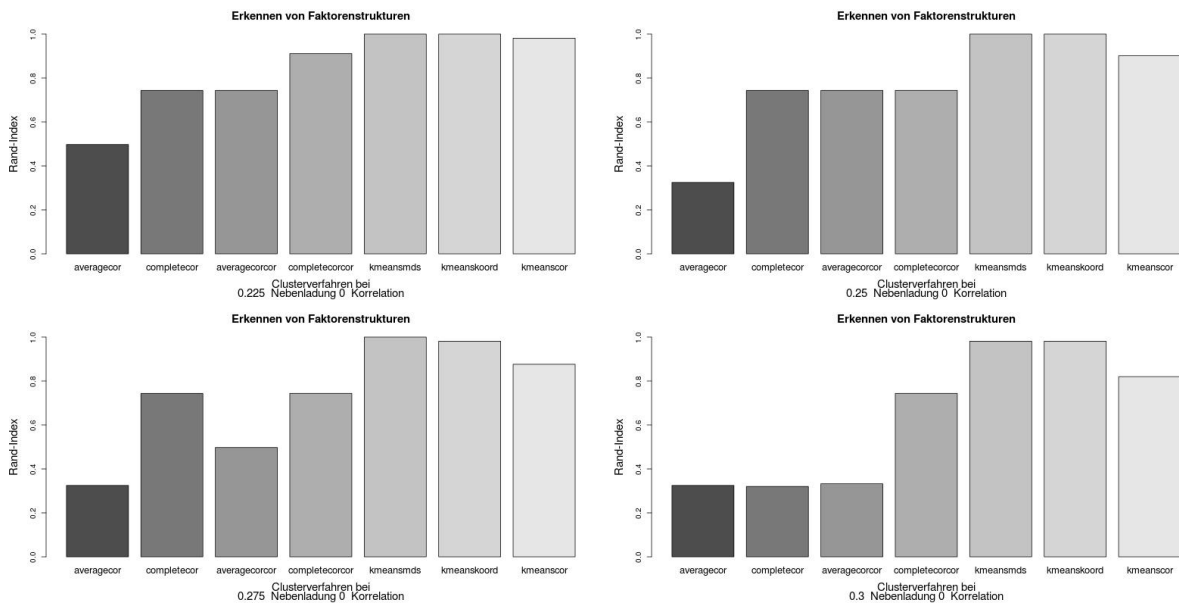 Erkennen von Faktorenstrukturen
Rand-Index
0.0 0.2 0.4 0.6 0.8 1.0
averagecor completecor averagecorcor completecorcor kmeansmds kmeanskoord kmeanscor
Clusterverfahren bei
0.225 Nebenladung 0 Korrelation
Erkennen von Faktorenstrukturen
Rand-Index
0.0 0.2 0.4 0.6 0.8 1.0
averagecor completecor averagecorcor completecorcor kmeansmds kmeanskoord kmeanscor
Clusterverfahren bei
0.25 Nebenladung 0 Korrelation
Erkennen von Faktorenstrukturen
Rand-Index
0.0 0.2 0.4 0.6 0.8 1.0
averagecor completecor averagecorcor completecorcor kmeansmds kmeanskoord kmeanscor
Clusterverfahren bei
0.275 Nebenladung 0 Korrelation
Erkennen von Faktorenstrukturen
Rand-Index
0.0 0.2 0.4 0.6 0.8 1.0
averagecor completecor averagecorcor completecorcor kmeansmds kmeanskoord kmeanscor
Clusterverfahren bei
0.3 Nebenladung 0 Korrelation